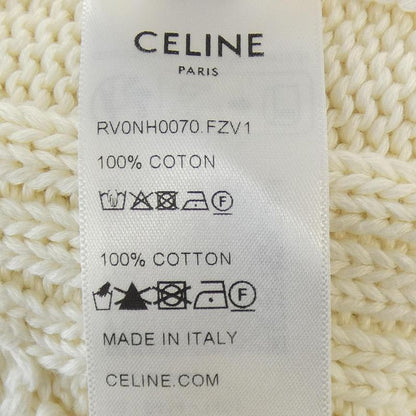 CELINE
PARIS
RV0NH0070.FZV1
100% COTON
F
100% COTTON
F
MADE IN ITALY
CELINE.COM